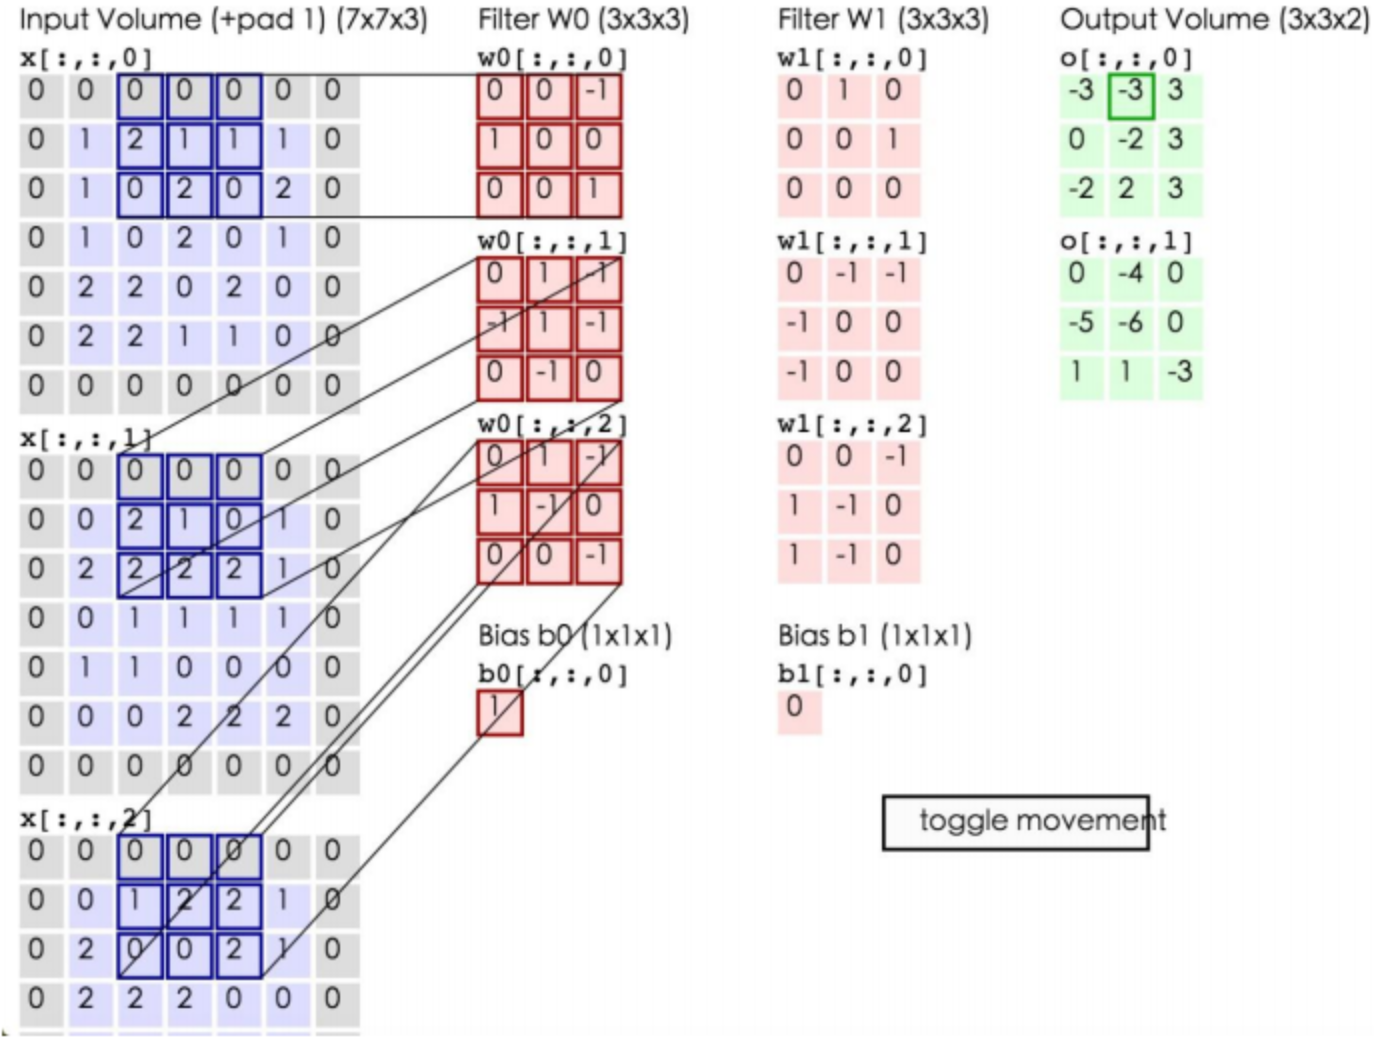 Input Volume (+pad 1) (7x7x3)
x[:,:,0]
0 0 0 0 0 0 0
0 1 2 1 1 1 0
0 1 0 2 0 2 0
0 1 0 2 0 1 0
0 2 2 0 2 0 0
0 2 2 1 1 0 0
0 0 0 0 0 0 0
x[:,:,1]
0 0 0 0 0 0 0
0 0 2 1 0 1 0
0 2 2 2 2 1 0
0 0 1 1 1 1 0
0 1 1 0 0 0 0
0 0 0 2 2 2 0
0 0 0 0 0 0 0
x[:,:,2]
0 0 0 0 0 0 0
0 0 1 2 2 1 0
0 2 0 0 2 1 0
0 2 2 2 0 0 0
Filter W0 (3x3x3)
w0[:,:,0]
0 0 -1
1 0 0
0 0 1
w0[:,:,1]
0 1 -1
-1 1 -1
0 -1 0
w0[:,:,2]
0 1 -1
1 -1 0
0 0 -1
Bias b0 (1x1x1)
b0[:,:,0]
1
Filter W1 (3x3x3)
w1[:,:,0]
0 1 0
0 0 1
0 0 0
w1[:,:,1]
0 -1 -1
-1 0 0
-1 0 0
w1[:,:,2]
0 0 -1
1 -1 0
1 -1 0
Bias b1 (1x1x1)
b1[:,:,0]
0
Output Volume (3x3x2)
o[:,:,0]
-3 -3 3
0 -2 3
-2 2 3
o[:,:,1]
0 -4 0
-5 -6 0
1 1 -3
toggle movement